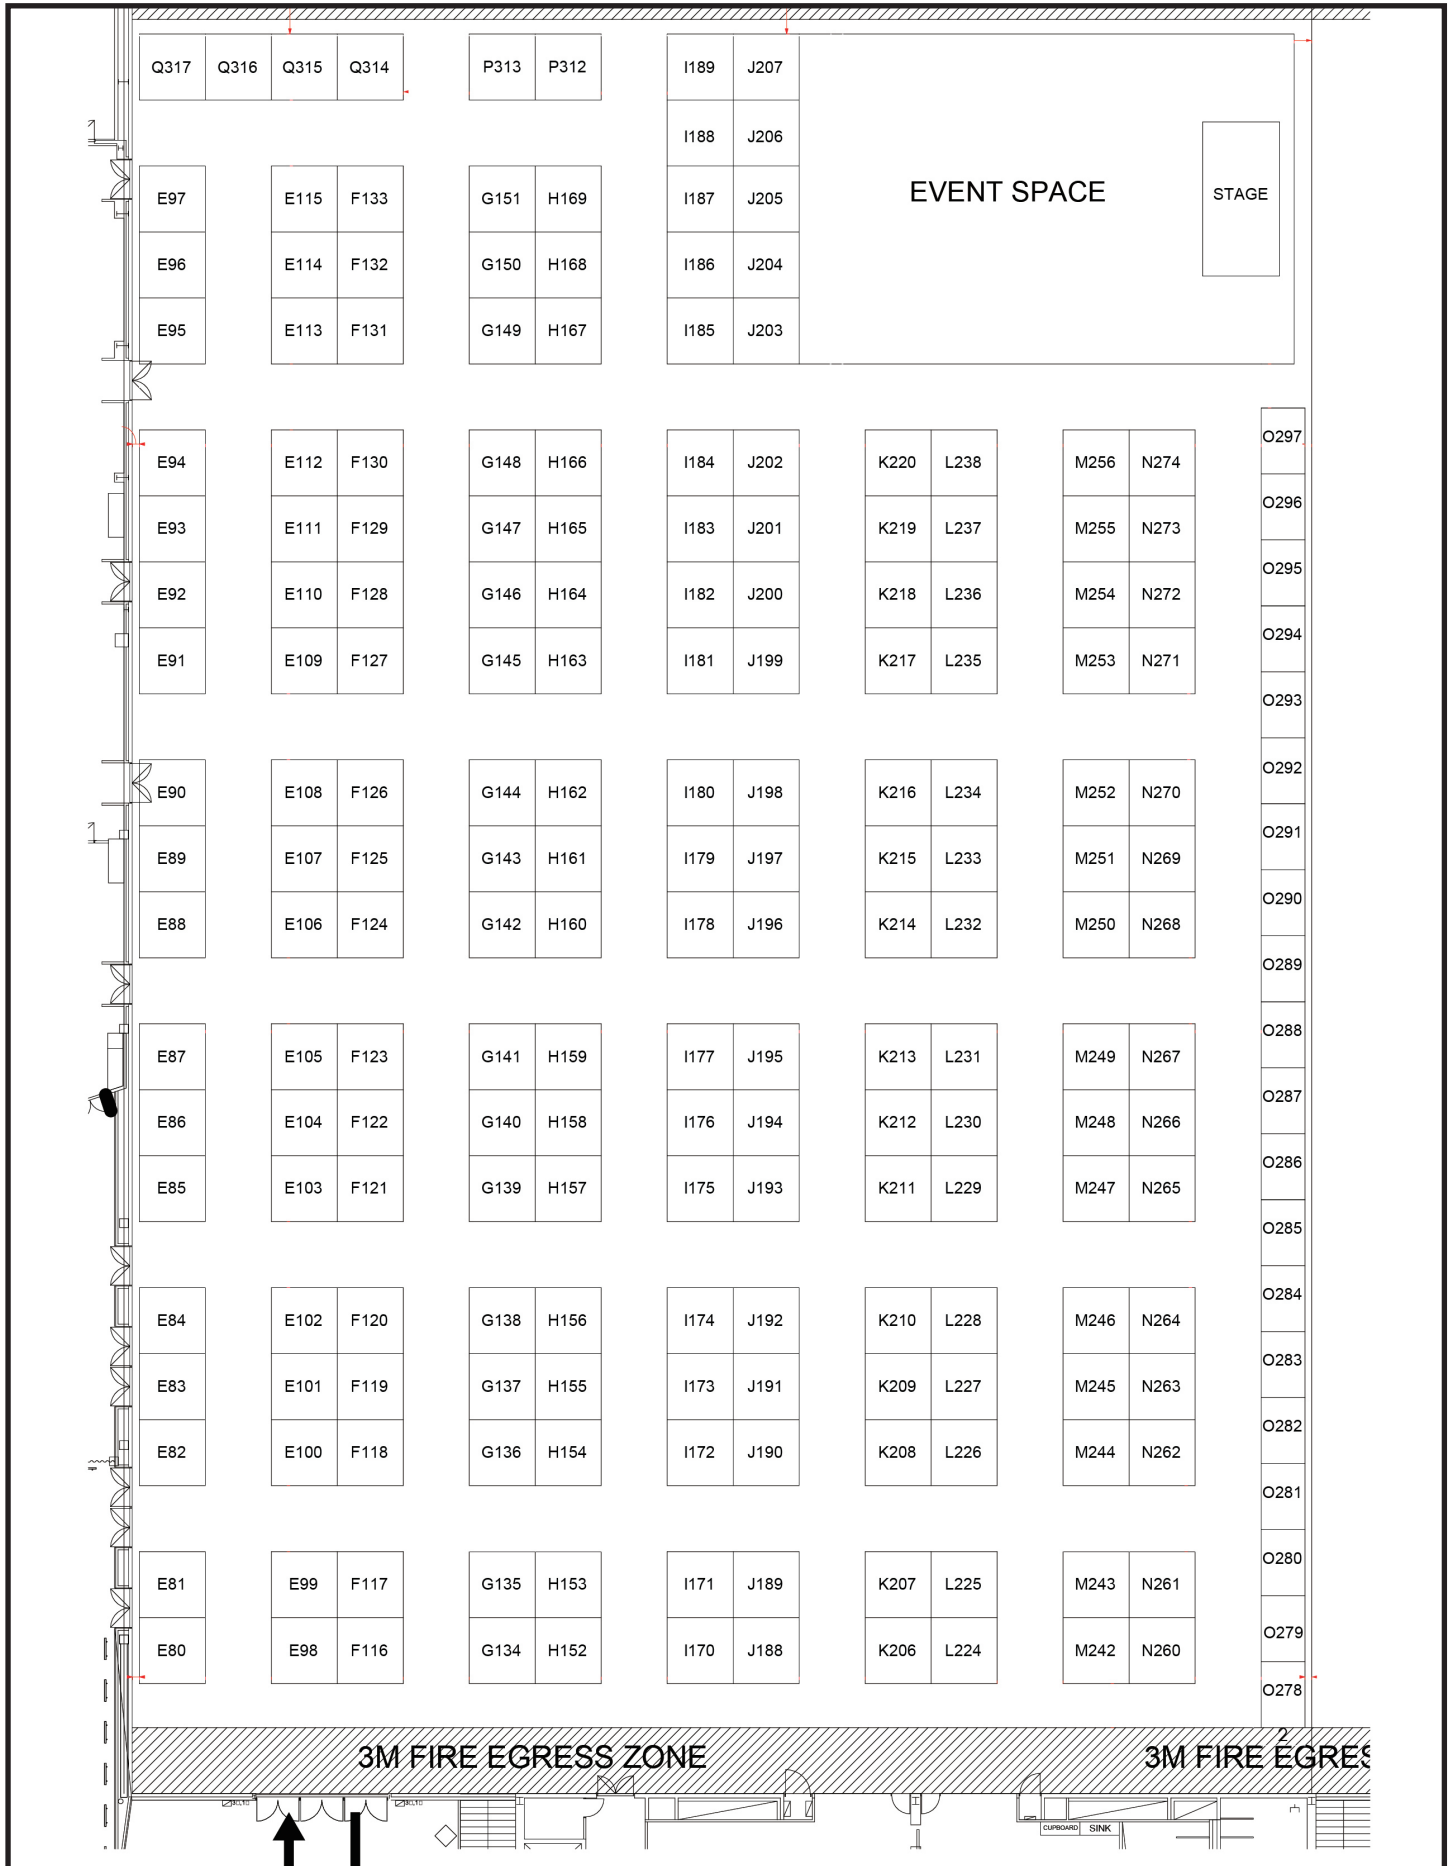 Q317 Q316 Q315 Q314 P313 P312 I189 J207
I188 J206
EVENT SPACE STAGE
E97 E115 F133 G151 H169 I187 J205
E96 E114 F132 G150 H168 I186 J204
E95 E113 F131 G149 H167 I185 J203
O297
E94 E112 F130 G148 H166 I184 J202 K220 L238 M256 N274
O296
E93 E111 F129 G147 H165 I183 J201 K219 L237 M255 N273
O295
E92 E110 F128 G146 H164 I182 J200 K218 L236 M254 N272
O294
E91 E109 F127 G145 H163 I181 J199 K217 L235 M253 N271
O293
O292
E90 E108 F126 G144 H162 I180 J198 K216 L234 M252 N270
O291
E89 E107 F125 G143 H161 I179 J197 K215 L233 M251 N269
O290
E88 E106 F124 G142 H160 I178 J196 K214 L232 M250 N268
O289
O288
E87 E105 F123 G141 H159 I177 J195 K213 L231 M249 N267
O287
E86 E104 F122 G140 H158 I176 J194 K212 L230 M248 N266
O286
E85 E103 F121 G139 H157 I175 J193 K211 L229 M247 N265
O285
O284
E84 E102 F120 G138 H156 I174 J192 K210 L228 M246 N264
O283
E83 E101 F119 G137 H155 I173 J191 K209 L227 M245 N263
O282
E82 E100 F118 G136 H154 I172 J190 K208 L226 M244 N262
O281
O280
E81 E99 F117 G135 H153 I171 J189 K207 L225 M243 N261
O279
E80 E98 F116 G134 H152 I170 J188 K206 L224 M242 N260
O278
2
3M FIRE EGRESS ZONE 3M FIRE EGRES
CUPBOARD SINK